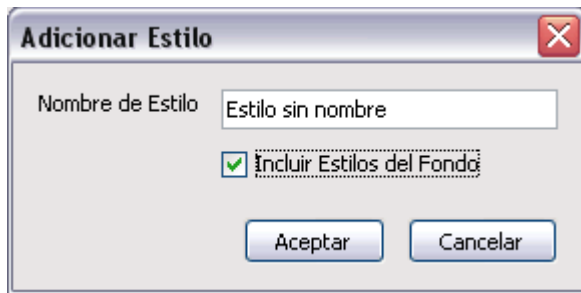 Adicionar Estilo
Nombre de Estilo Estilo sin nombre
Incluir Estilos del Fondo
Aceptar Cancelar